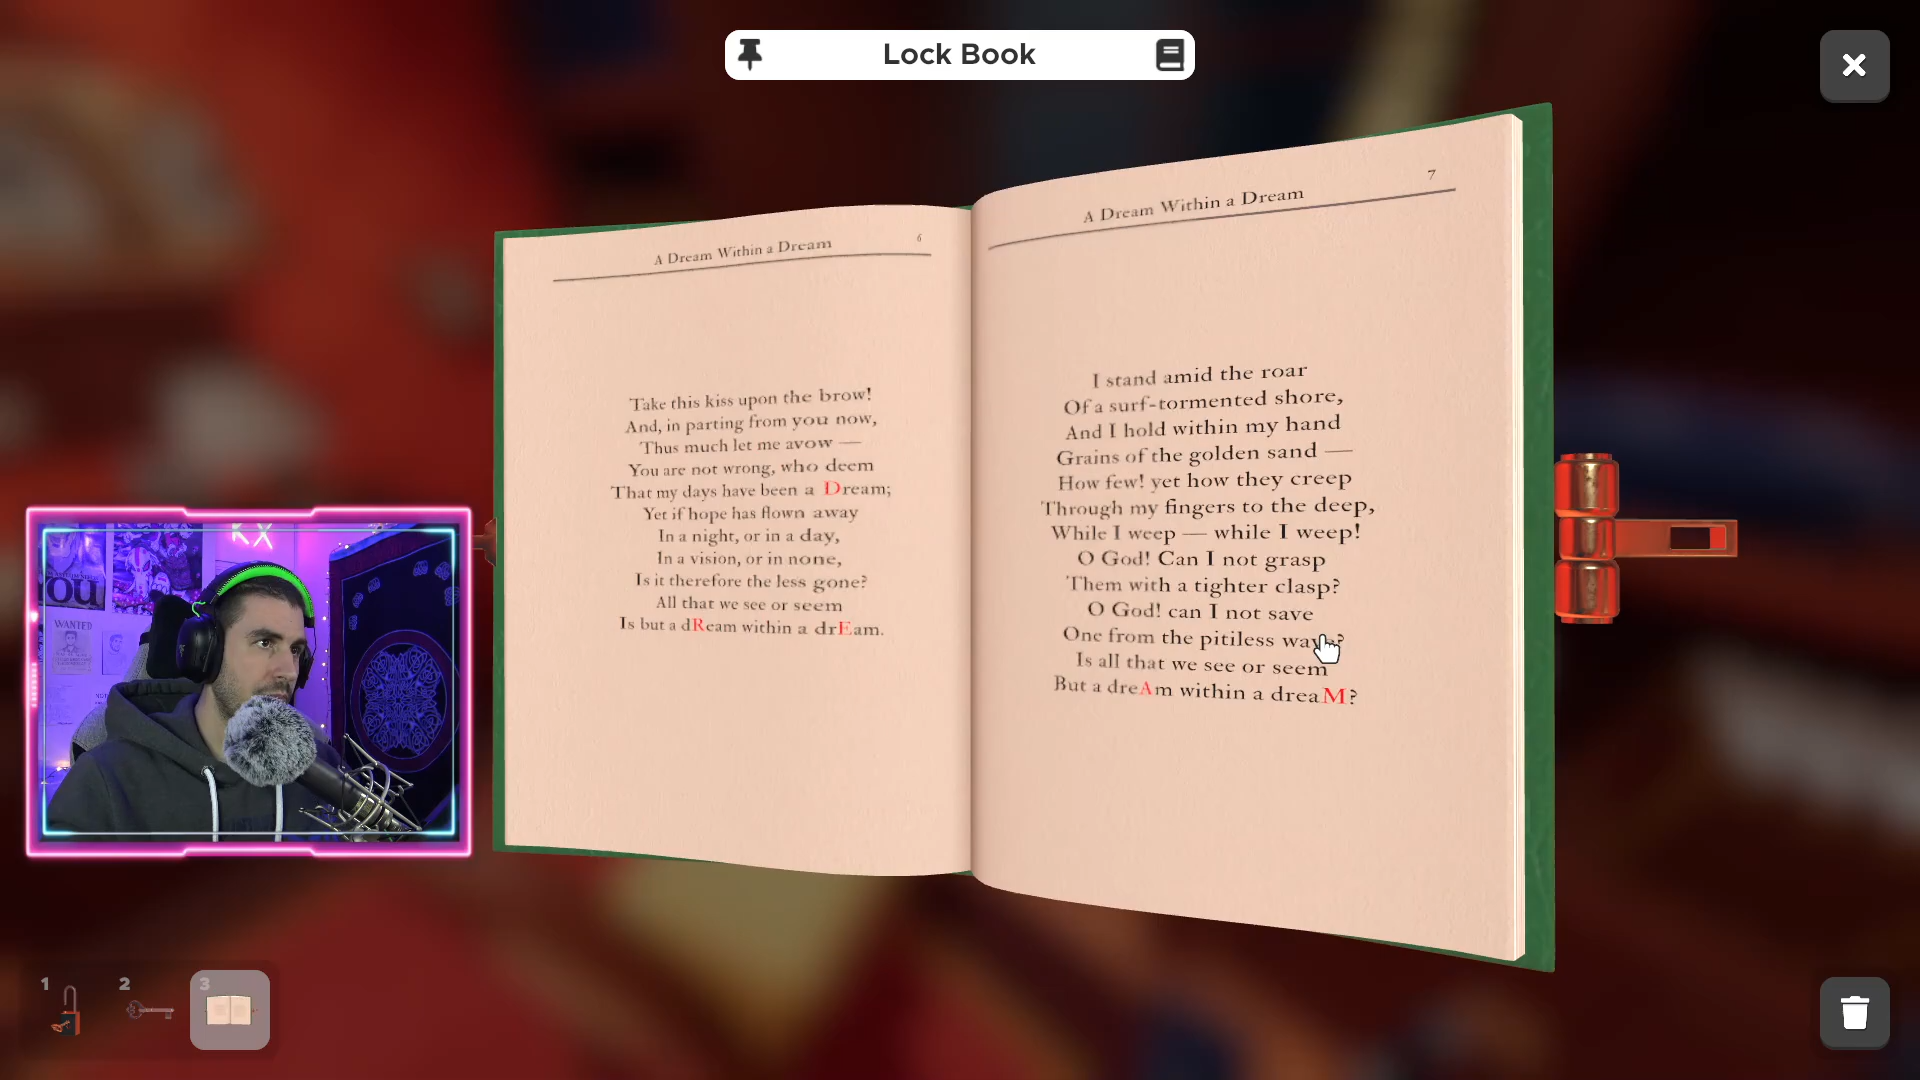 Lock Book
A Dream Within a Dream
6
Take this kiss upon the brow!
And, in parting from you now,
Thus much let me avow —
You are not wrong, who deem
That my days have been a Dream;
Yet if hope has flown away
In a night, or in a day,
In a vision, or in none,
Is it therefore the less gone?
All that we see or seem
Is but a dReam within a drEam.
A Dream Within a Dream
7
I stand amid the roar
Of a surf-tormented shore,
And I hold within my hand
Grains of the golden sand —
How few! yet how they creep
Through my fingers to the deep,
While I weep — while I weep!
O God! Can I not grasp
Them with a tighter clasp?
O God! can I not save
One from the pitiless wave?
Is all that we see or seem
But a dreAm within a dreaM?
WANTED
1
2
3